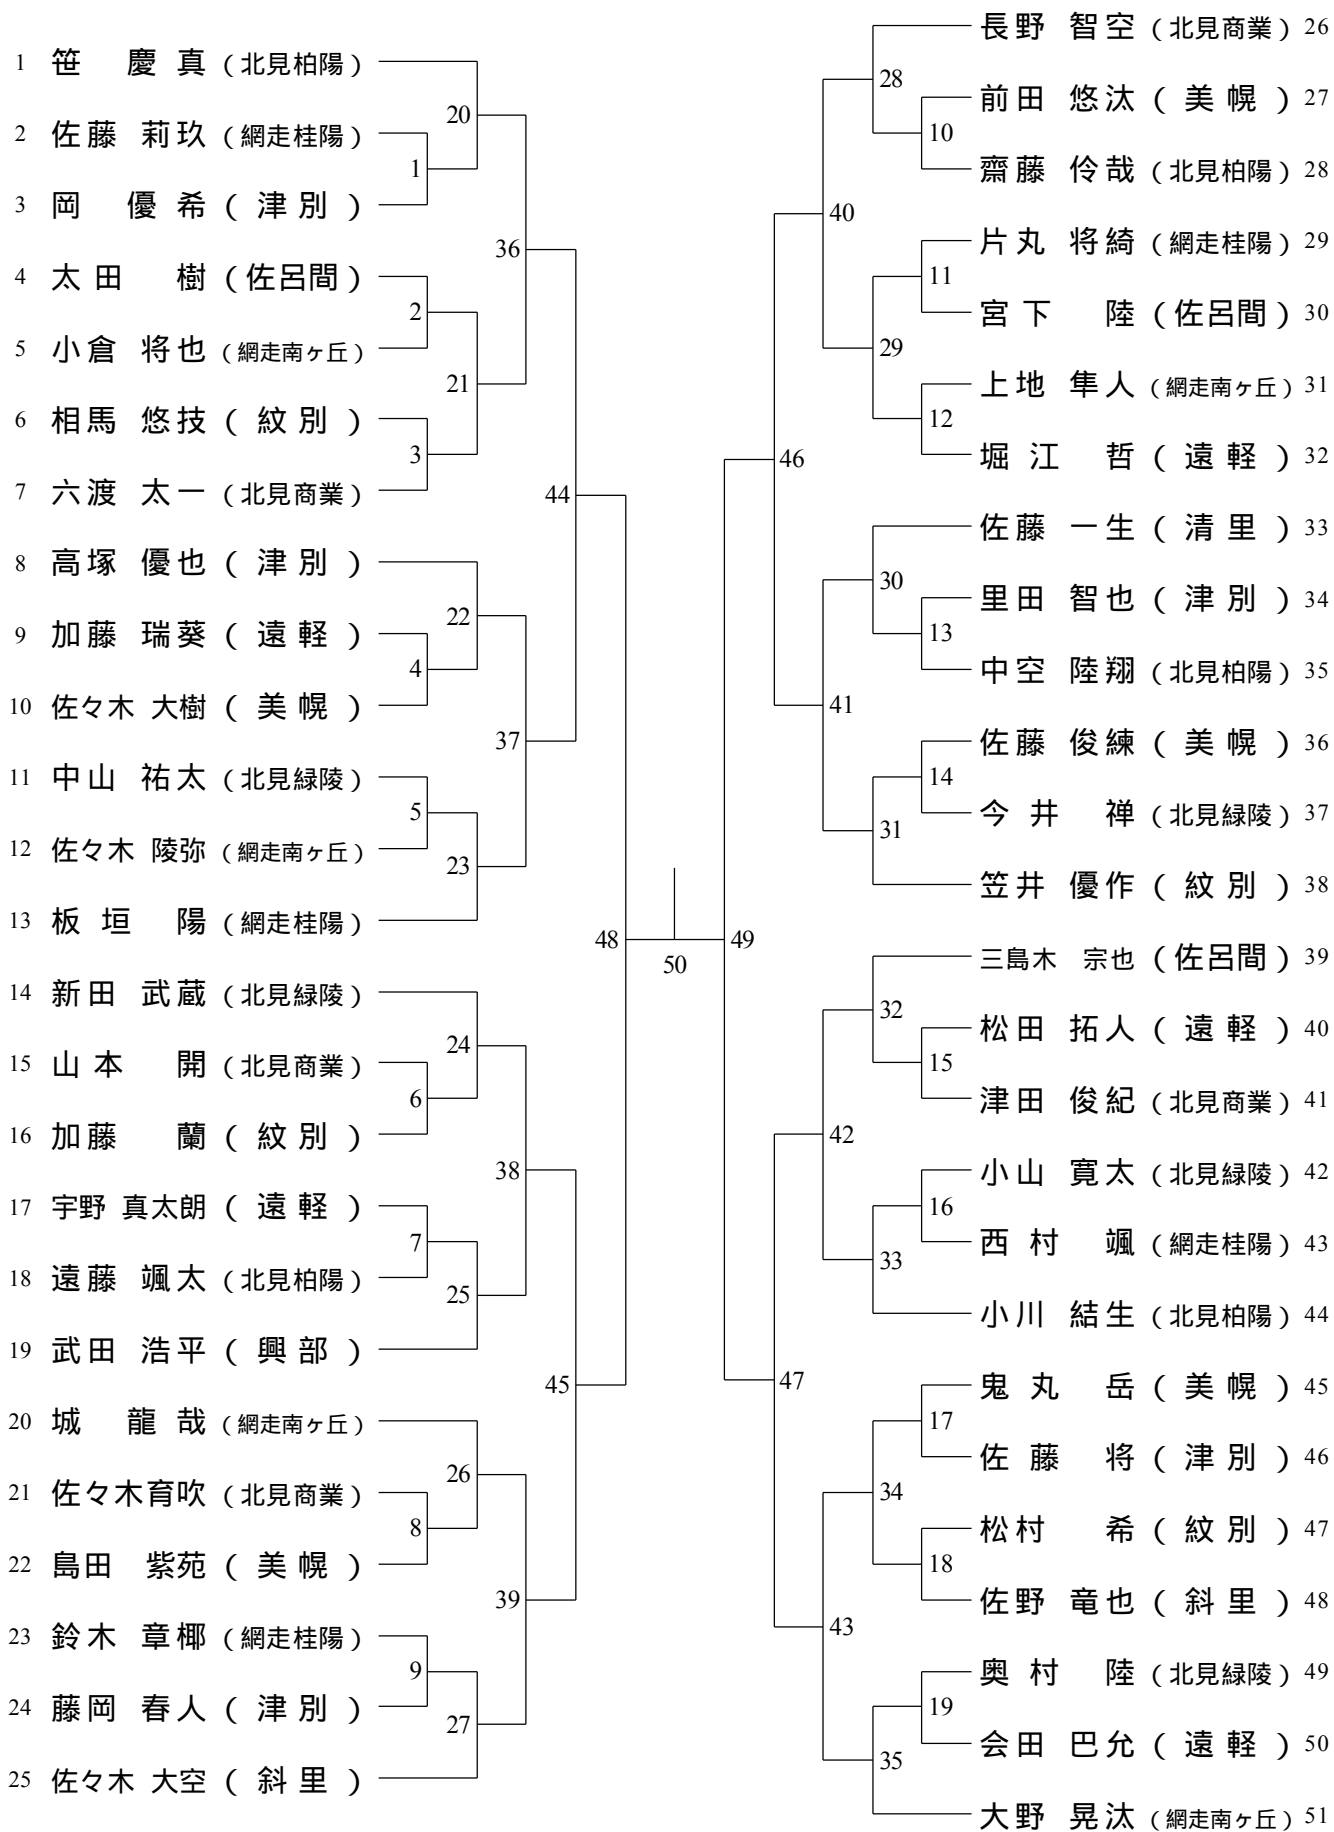 1 笹 慶真 (北見柏陽)
2 佐藤 莉玖 (網走桂陽)
3 岡 優希 (津別)
4 太田 樹 (佐呂間)
5 小倉 将也 (網走南ヶ丘)
6 相馬 悠技 (紋別)
7 六渡 太一 (北見商業)
8 高塚 優也 (津別)
9 加藤 瑞葵 (遠軽)
10 佐々木 大樹 (美幌)
11 中山 祐太 (北見緑陵)
12 佐々木 陵弥 (網走南ヶ丘)
13 板垣 陽 (網走桂陽)
14 新田 武蔵 (北見緑陵)
15 山本 開 (北見商業)
16 加藤 蘭 (紋別)
17 宇野 真太朗 (遠軽)
18 遠藤 颯太 (北見柏陽)
19 武田 浩平 (興部)
20 城 龍哉 (網走南ヶ丘)
21 佐々木育吹 (北見商業)
22 島田 紫苑 (美幌)
23 鈴木 章椰 (網走桂陽)
24 藤岡 春人 (津別)
25 佐々木 大空 (斜里)
1
2
3
4
5
6
7
8
9
20
21
22
23
24
25
26
27
36
37
38
39
44
45
48
50
49
46
47
40
41
42
43
28
29
30
31
32
33
34
35
10
11
12
13
14
15
16
17
18
19
長野 智空 (北見商業) 26
前田 悠汰 (美幌) 27
齋藤 伶哉 (北見柏陽) 28
片丸 将綺 (網走桂陽) 29
宮下 陸 (佐呂間) 30
上地 隼人 (網走南ヶ丘) 31
堀江 哲 (遠軽) 32
佐藤 一生 (清里) 33
里田 智也 (津別) 34
中空 陸翔 (北見柏陽) 35
佐藤 俊練 (美幌) 36
今井 禅 (北見緑陵) 37
笠井 優作 (紋別) 38
三島木 宗也 (佐呂間) 39
松田 拓人 (遠軽) 40
津田 俊紀 (北見商業) 41
小山 寛太 (北見緑陵) 42
西村 颯 (網走桂陽) 43
小川 結生 (北見柏陽) 44
鬼丸 岳 (美幌) 45
佐藤 将 (津別) 46
松村 希 (紋別) 47
佐野 竜也 (斜里) 48
奥村 陸 (北見緑陵) 49
会田 巴允 (遠軽) 50
大野 晃汰 (網走南ヶ丘) 51